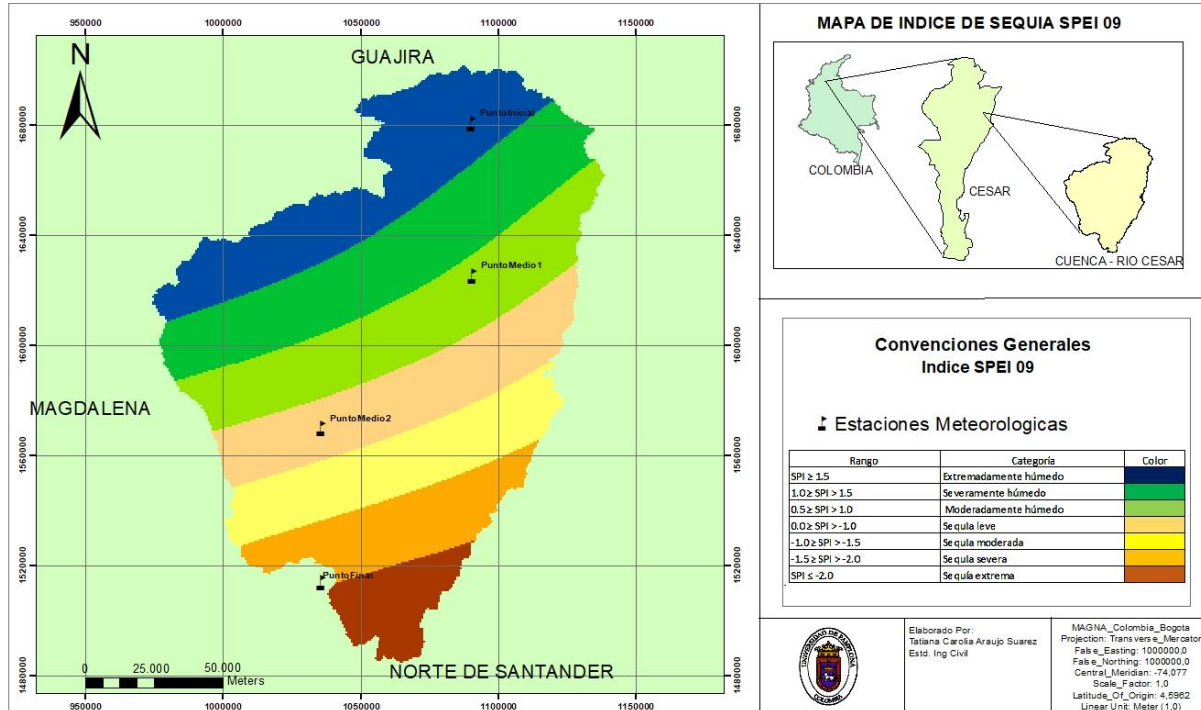 950000 1000000 1050000 1100000 1150000
GUAJIRA
N
PuntoInicial
PuntoMedio1
PuntoMedio2
PuntoFinal
MAGDALENA
NORTE DE SANTANDER
1680000
1640000
1600000
1560000
1520000
1480000
1680000
1640000
1600000
1560000
1520000
1480000
0 25.000 50.000
Meters
950000 1000000 1050000 1100000 1150000
MAPA DE INDICE DE SEQUIA SPEI 09
COLOMBIA
CESAR
CUENCA - RIO CESAR
Convenciones Generales
Indice SPEI 09
Estaciones Meteorologicas
Rango Categoría Color
SPI ≥ 1.5 Extremadamente húmedo
1.0 ≥ SPI > 1.5 Severamente húmedo
0.5 ≥ SPI > 1.0 Moderadamente húmedo
0.0 ≥ SPI > -1.0 Sequía leve
-1.0 ≥ SPI > -1.5 Sequía moderada
-1.5 ≥ SPI > -2.0 Sequía severa
SPI ≤ -2.0 Sequía extrema
UNIVERSIDAD DE PAMPLONA
Elaborado Por:
Tatiana Carolia Araujo Suarez
Estd. Ing Civil
MAGNA_Colombia_Bogota
Projection: Transverse_Mercator
False_Easting: 1000000,0
False_Northing: 1000000,0
Central_Meridian: -74,077
Scale_Factor: 1,0
Latitude_Of_Origin: 4,5962
Linear Unit: Meter (1,0)